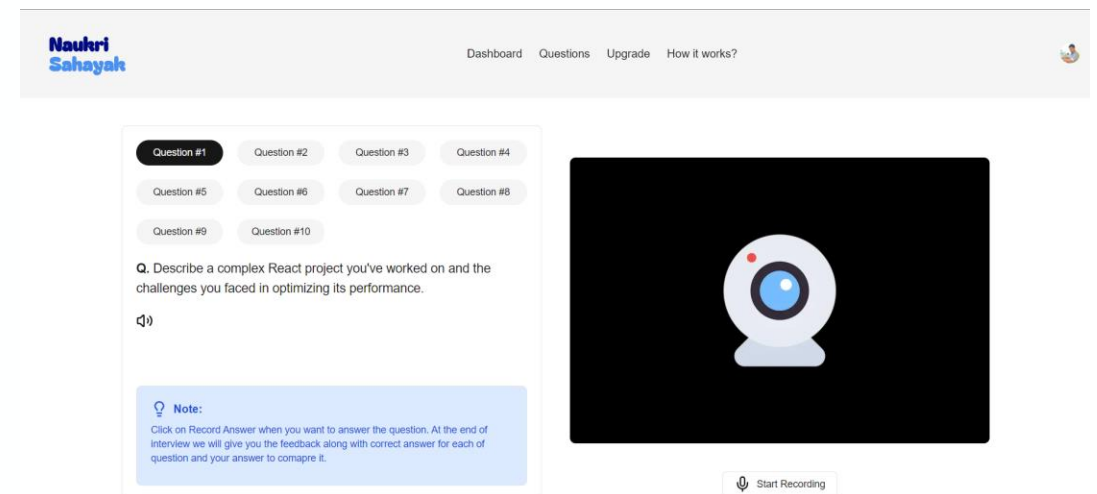 Naukri
Sahayak
Dashboard Questions Upgrade How it works?
Question #1 Question #2 Question #3 Question #4
Question #5 Question #6 Question #7 Question #8
Question #9 Question #10
Q. Describe a complex React project you've worked on and the
challenges you faced in optimizing its performance.
Note:
Click on Record Answer when you want to answer the question. At the end of
interview we will give you the feedback along with correct answer for each of
question and your answer to comapre it.
Start Recording